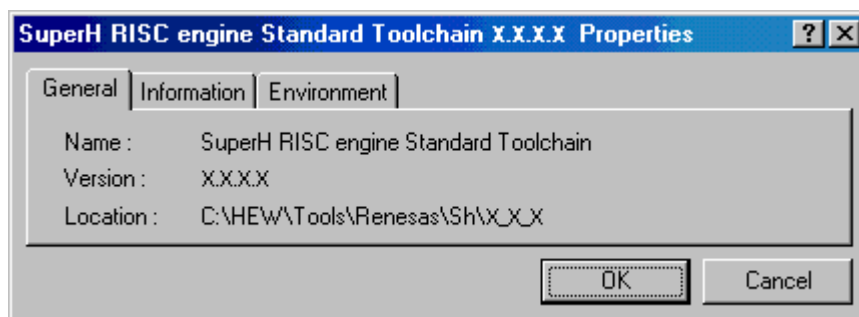 SuperH RISC engine Standard Toolchain X.X.X.X Properties
General Information Environment
Name : SuperH RISC engine Standard Toolchain
Version : X.X.X.X
Location : C:\HEW\Tools\Renesas\Sh\X_X_X
OK Cancel